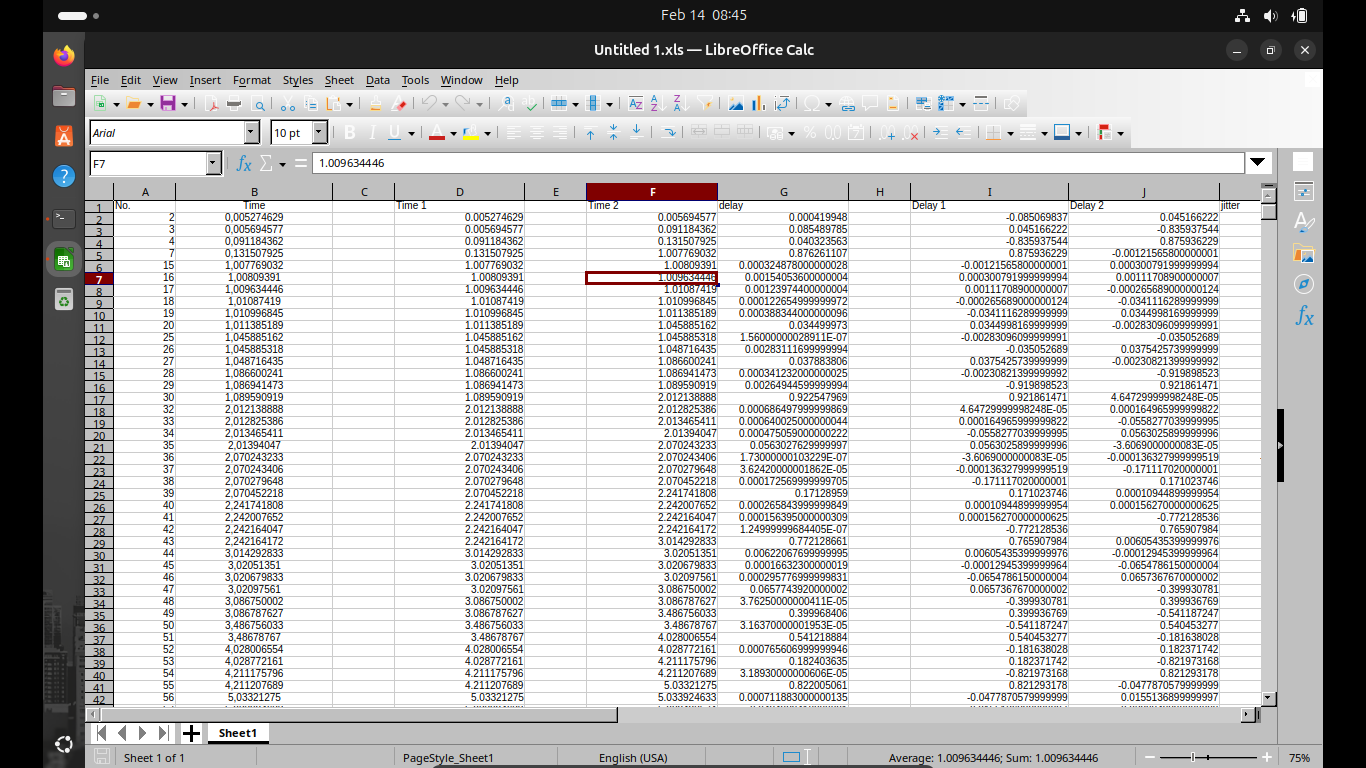 Feb 14 08:45
Untitled 1.xls — LibreOffice Calc
File Edit View Insert Format Styles Sheet Data Tools Window Help
Arial 10 pt
F7 fx Σ = 1.009634446
A B C D E F G H I J
1 No. Time Time 1 Time 2 delay Delay 1 Delay 2 jitter
2 2 0,005274629 0.005274629 0.005694577 0.000419948 -0.085069837 0.045166222
3 3 0,005694577 0.005694577 0.091184362 0.085489785 0.045166222 -0.835937544
4 4 0,091184362 0.091184362 0.131507925 0.040323563 -0.835937544 0.875936229
5 7 0,131507925 0.131507925 1.007769032 0.876261107 0.875936229 -0.00121565800000001
6 15 1,007769032 1.007769032 1.00809391 0.000324878000000028 -0.00121565800000001 0.000300791999999994
7 16 1,00809391 1.00809391 1.009634446 0.00154053600000004 0.000300791999999994 0.00111708900000007
8 17 1,009634446 1.009634446 1.01087419 0.00123974400000004 0.00111708900000007 -0.000265689000000124
9 18 1,01087419 1.01087419 1.010996845 0.000122654999999972 -0.000265689000000124 -0.0341116289999999
10 19 1,010996845 1.010996845 1.011385189 0.000388344000000096 -0.0341116289999999 0.0344998169999999
11 20 1,011385189 1.011385189 1.045885162 0.034499973 0.0344998169999999 -0.00283096099999991
12 25 1,045885162 1.045885162 1.045885318 1.56000000028911E-07 -0.00283096099999991 -0.035052689
13 26 1,045885318 1.045885318 1.048716435 0.00283111699999994 -0.035052689 0.0375425739999999
14 27 1,048716435 1.048716435 1.086600241 0.037883806 0.0375425739999999 -0.00230821399999992
15 28 1,086600241 1.086600241 1.086941473 0.000341232000000025 -0.00230821399999992 -0.919898523
16 29 1,086941473 1.086941473 1.089590919 0.00264944599999994 -0.919898523 0.921861471
17 30 1,089590919 1.089590919 2.012138888 0.922547969 0.921861471 4.64729999998248E-05
18 32 2,012138888 2.012138888 2.012825386 0.000686497999999869 4.64729999998248E-05 0.000164965999999822
19 33 2,012825386 2.012825386 2.013465411 0.000640025000000044 0.000164965999999822 -0.0558277039999995
20 34 2,013465411 2.013465411 2.01394047 0.000475059000000222 -0.0558277039999995 0.0563025899999996
21 35 2,01394047 2.01394047 2.070243233 0.0563027629999997 0.0563025899999996 -3.6069000000083E-05
22 36 2,070243233 2.070243233 2.070243406 1.73000000103229E-07 -3.6069000000083E-05 -0.000136327999999519
23 37 2,070243406 2.070243406 2.070279648 3.62420000001862E-05 -0.000136327999999519 -0.171117020000001
24 38 2,070279648 2.070279648 2.070452218 0.000172569999999705 -0.171117020000001 0.171023746
25 39 2,070452218 2.070452218 2.241741808 0.17128959 0.171023746 0.00010944899999954
26 40 2,241741808 2.241741808 2.242007652 0.000265843999999849 0.00010944899999954 0.000156270000000625
27 41 2,242007652 2.242007652 2.242164047 0.000156395000000309 0.000156270000000625 -0.772128536
28 42 2,242164047 2.242164047 2.242164172 1.24999999684405E-07 -0.772128536 0.765907984
29 43 2,242164172 2.242164172 3.014292833 0.772128661 0.765907984 0.00605435399999976
30 44 3,014292833 3.014292833 3.02051351 0.00622067699999995 0.00605435399999976 -0.00012945399999964
31 45 3,02051351 3.02051351 3.020679833 0.00016632300000019 -0.00012945399999964 -0.0654786150000004
32 46 3,020679833 3.020679833 3.02097561 0.000295776999999831 -0.0654786150000004 0.0657367670000002
33 47 3,02097561 3.02097561 3.086750002 0.0657743920000002 0.0657367670000002 -0.399930781
34 48 3,086750002 3.086750002 3.086787627 3.76250000000411E-05 -0.399930781 0.399936769
35 49 3,086787627 3.086787627 3.486756033 0.399968406 0.399936769 -0.541187247
36 50 3,486756033 3.486756033 3.48678767 3.16370000001953E-05 -0.541187247 0.540453277
37 51 3,48678767 3.48678767 4.028006554 0.541218884 0.540453277 -0.181638028
38 52 4,028006554 4.028006554 4.028772161 0.000765606999999946 -0.181638028 0.182371742
39 53 4,028772161 4.028772161 4.211175796 0.182403635 0.182371742 -0.821973168
40 54 4,211175796 4.211175796 4.211207689 3.18930000000606E-05 -0.821973168 0.821293178
41 55 4,211207689 4.211207689 5.03321275 0.822005061 0.821293178 -0.0477870579999999
42 56 5,03321275 5.03321275 5.033924633 0.000711883000000135 -0.0477870579999999 0.0155136899999997
Sheet1
Sheet 1 of 1 PageStyle_Sheet1 English (USA) Average: 1.009634446; Sum: 1.009634446 75%